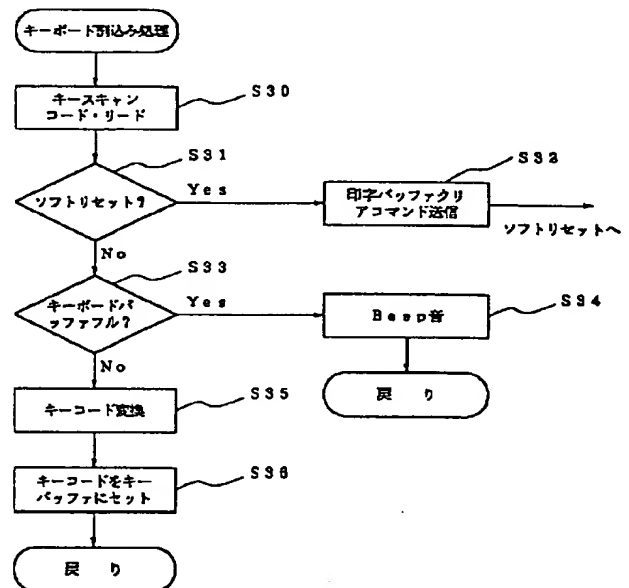 キーボード割込み処理
キースキャン
コード・リード
S30
S31
ソフトリセット?
Yes
S32
印字バッファクリ
アコマンド送信
ソフトリセットへ
No
S33
キーボードバ
ッファフル?
Yes
S34
Beep音
戻り
No
S35
キーコード変換
S36
キーコードをキー
バッファにセット
戻り